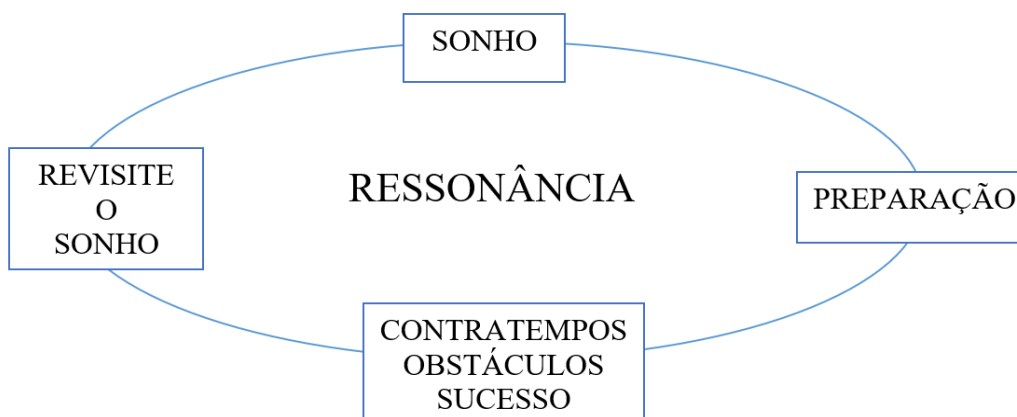 SONHO
REVISITE
O
SONHO
RESSONÂNCIA
PREPARAÇÃO
CONTRATEMPOS
OBSTÁCULOS
SUCESSO